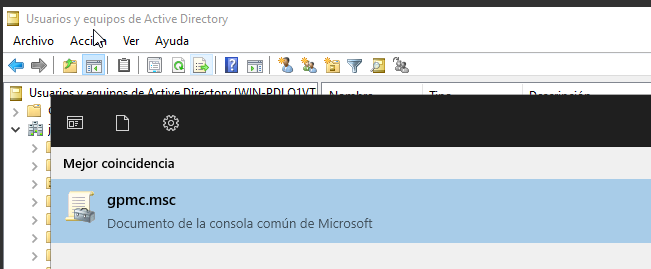 Usuarios y equipos de Active Directory
Archivo Acción Ver Ayuda
Usuarios y equipos de Active Directory [WIN-PDLO1VT
Nombre Tipo Descripción
Mejor coincidencia
gpmc.msc
Documento de la consola común de Microsoft